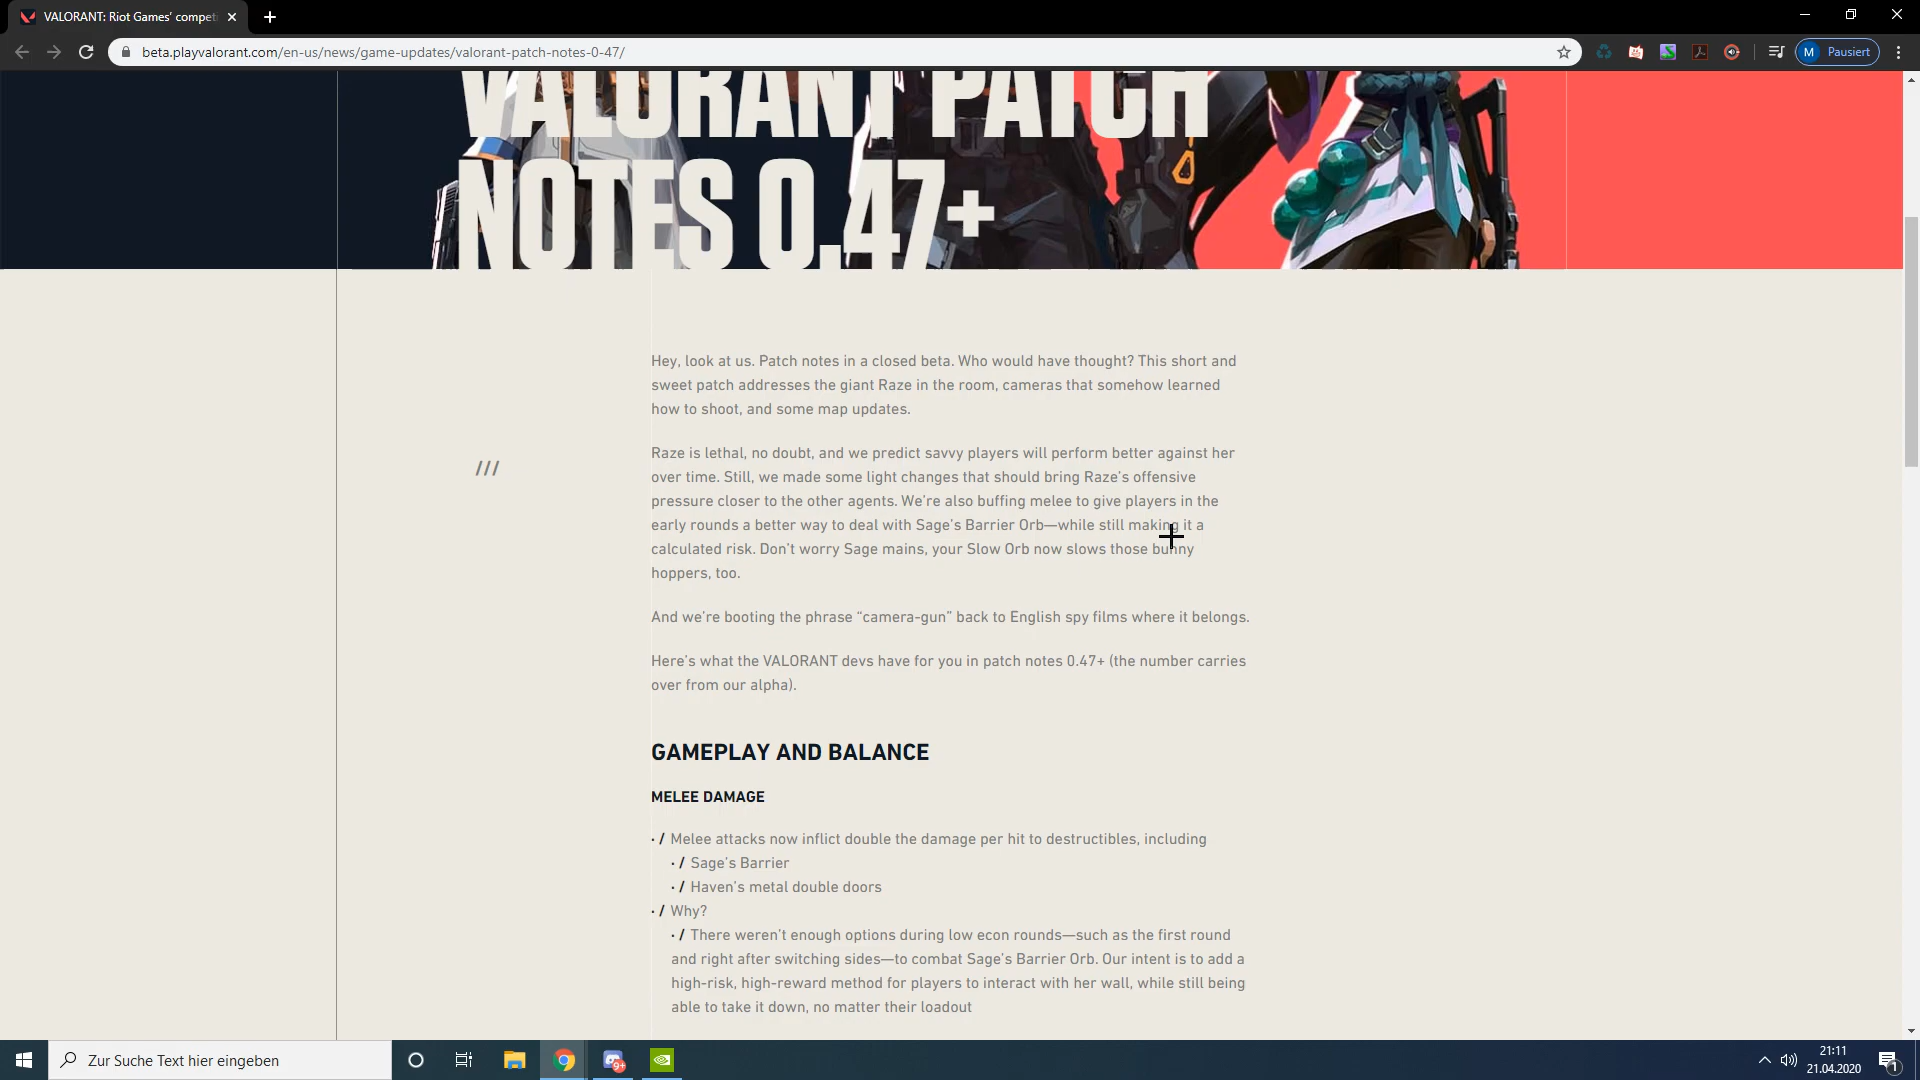 VALORANT: Riot Games' competi
beta.playvalorant.com/en-us/news/game-updates/valorant-patch-notes-0-47/
M Pausiert
VALORANT PATCH
NOTES 0.47+
Hey, look at us. Patch notes in a closed beta. Who would have thought? This short and
sweet patch addresses the giant Raze in the room, cameras that somehow learned
how to shoot, and some map updates.
///
Raze is lethal, no doubt, and we predict savvy players will perform better against her
over time. Still, we made some light changes that should bring Raze's offensive
pressure closer to the other agents. We're also buffing melee to give players in the
early rounds a better way to deal with Sage's Barrier Orb—while still making it a
calculated risk. Don't worry Sage mains, your Slow Orb now slows those bunny
hoppers, too.
And we're booting the phrase “camera-gun” back to English spy films where it belongs.
Here's what the VALORANT devs have for you in patch notes 0.47+ (the number carries
over from our alpha).
GAMEPLAY AND BALANCE
MELEE DAMAGE
· / Melee attacks now inflict double the damage per hit to destructibles, including
· / Sage's Barrier
· / Haven's metal double doors
· / Why?
· / There weren't enough options during low econ rounds—such as the first round
and right after switching sides—to combat Sage's Barrier Orb. Our intent is to add a
high-risk, high-reward method for players to interact with her wall, while still being
able to take it down, no matter their loadout
Zur Suche Text hier eingeben
9+
21:11
21.04.2020
1